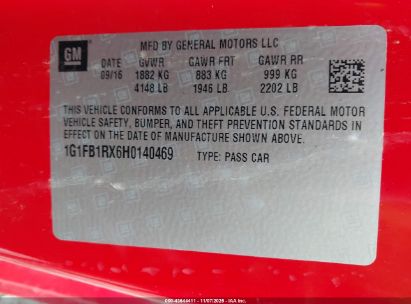 GM
MFD BY GENERAL MOTORS LLC
DATE GVWR GAWR FRT GAWR RR
09/16 1882 KG 883 KG 999 KG
4148 LB 1946 LB 2202 LB
THIS VEHICLE CONFORMS TO ALL APPLICABLE U.S. FEDERAL MOTOR
VEHICLE SAFETY, BUMPER, AND THEFT PREVENTION STANDARDS IN
EFFECT ON THE DATE OF MANUFACTURE SHOWN ABOVE.
1G1FB1RX6H0140469 TYPE: PASS CAR